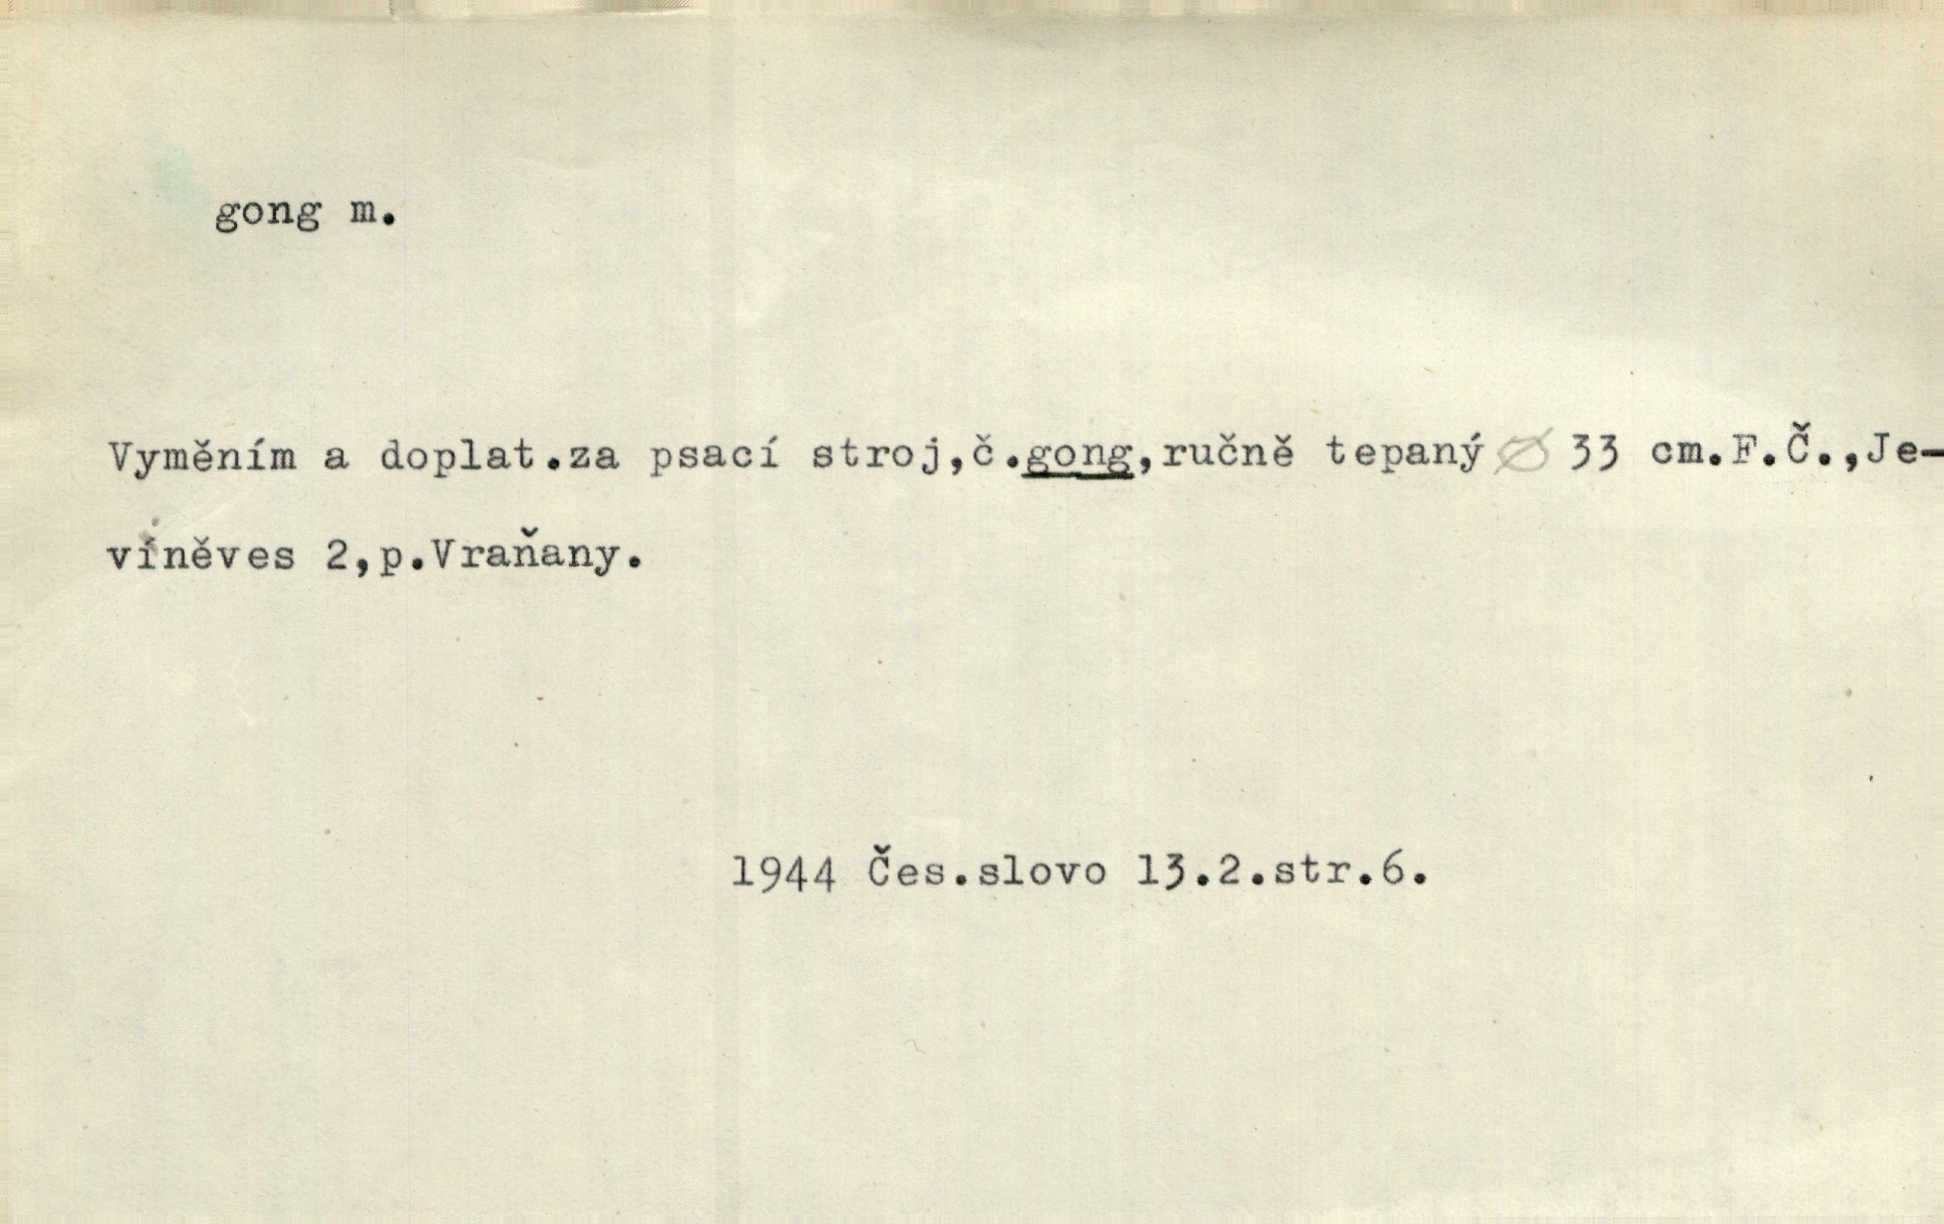 gong m.
Vyměním a doplat.za psací stroj,č.gong,ručně tepaný ∅ 33 cm.F.Č.,Je-
víněves 2,p.Vraňany.
1944 Čes.slovo 13.2.str.6.